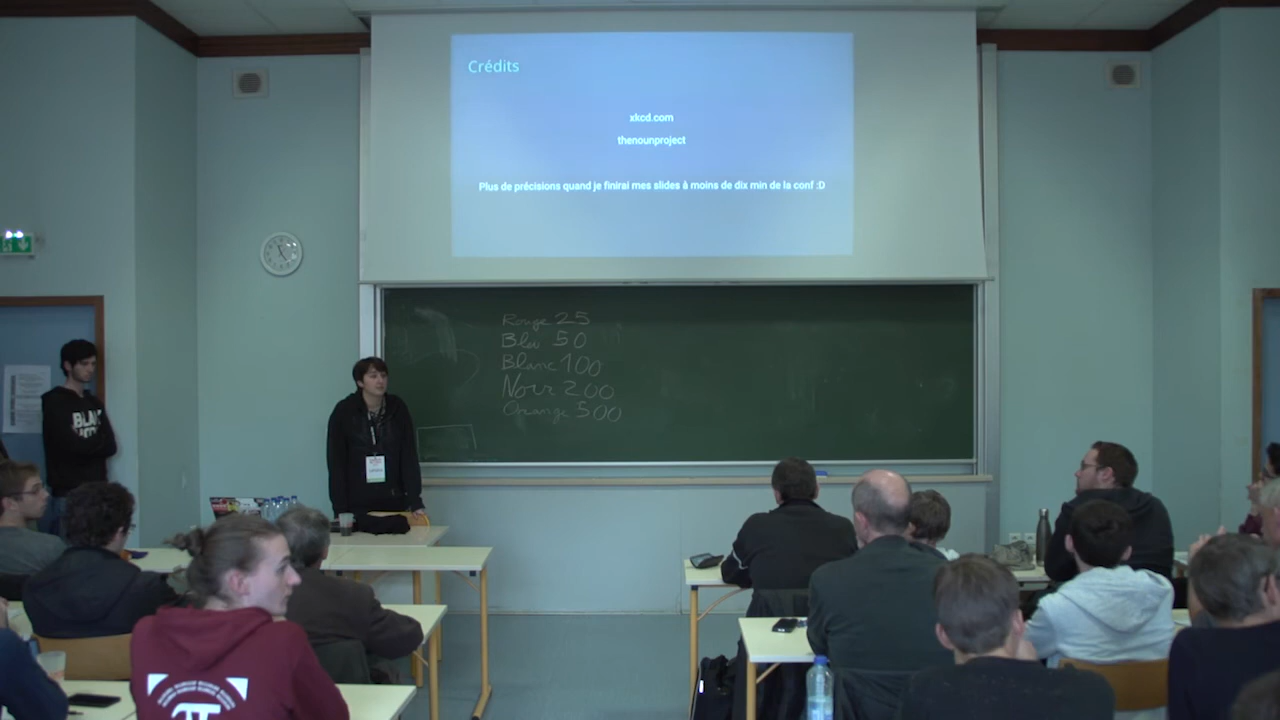 Crédits
xkcd.com
thenounproject
Plus de précisions quand je finirai mes slides à moins de dix min de la conf :D
Rouge 25
Bleu 50
Blanc 100
Noir 200
Orange 500